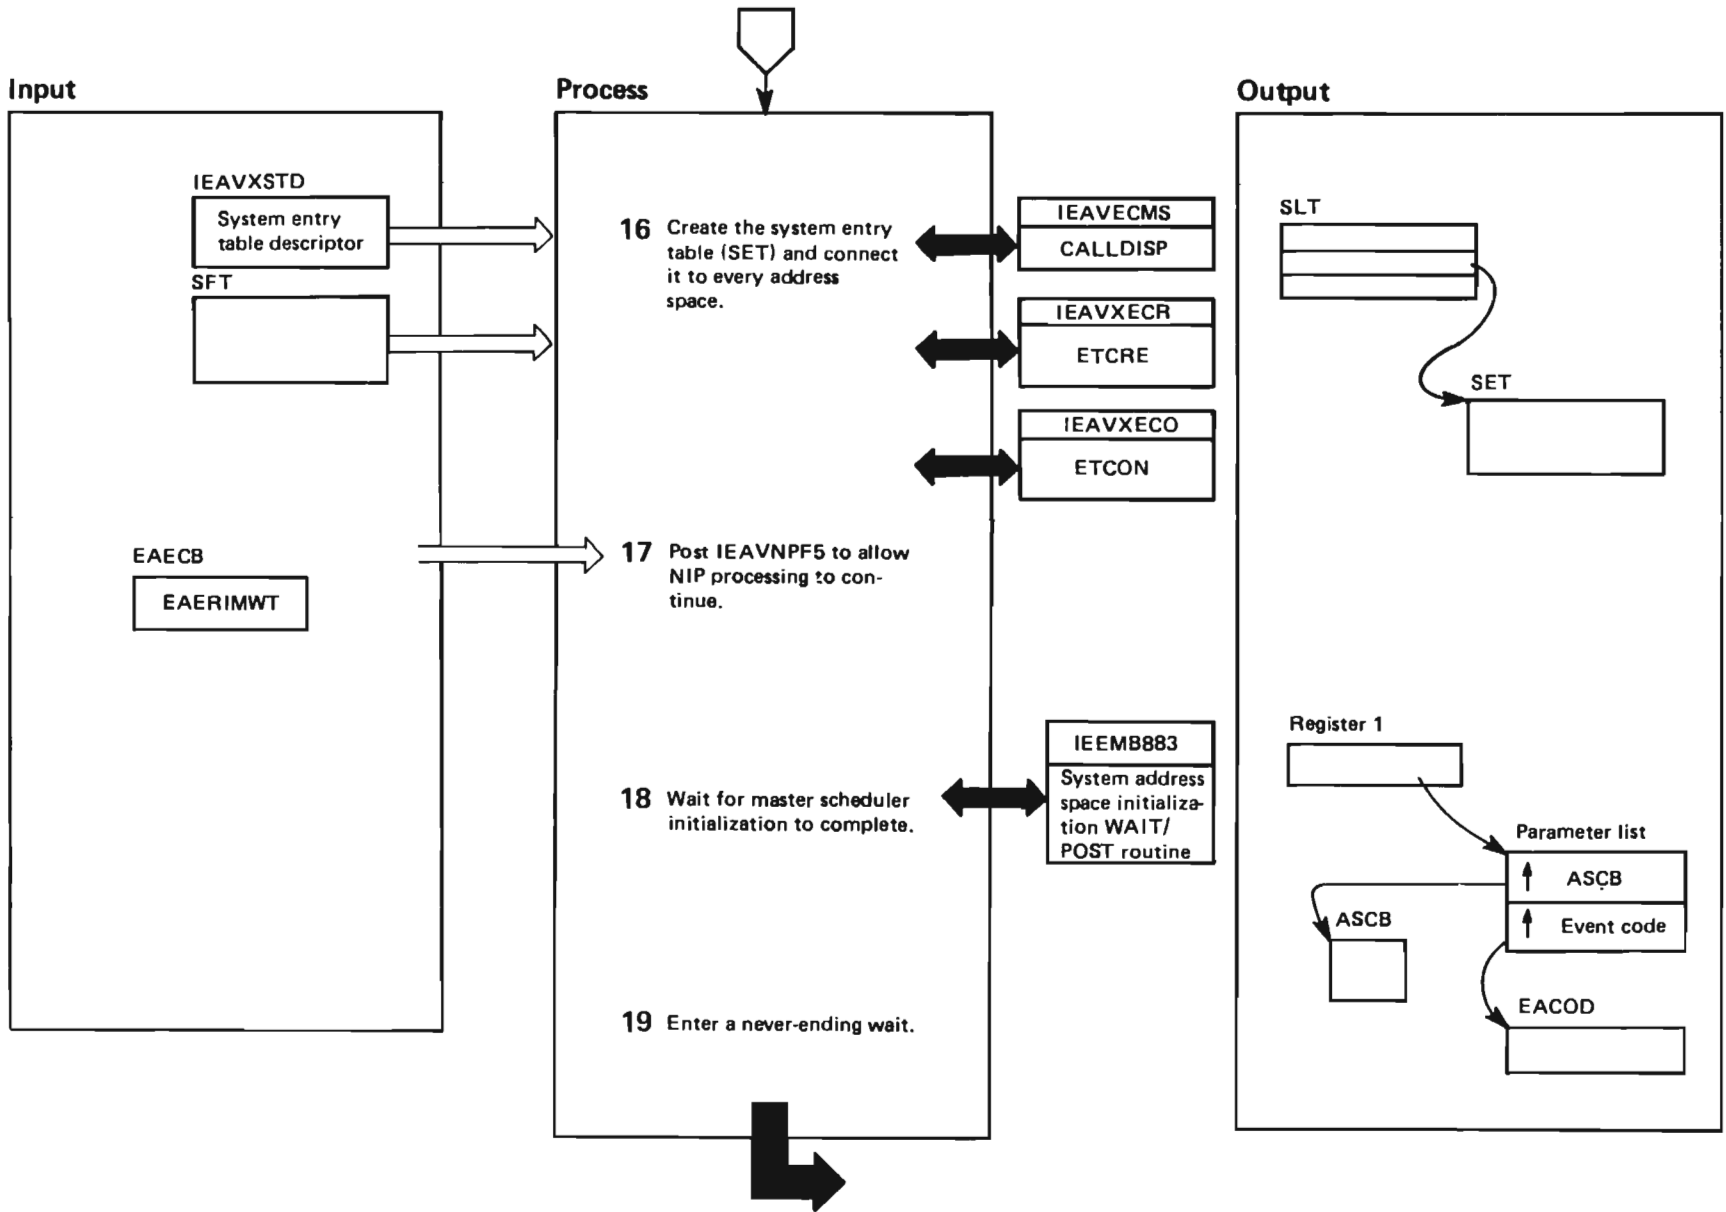 Input
IEAVXSTD
System entry
table descriptor
SFT
EAECB
EAERIMWT
Process
16 Create the system entry
table (SET) and connect
it to every address
space.
17 Post IEAVNPF5 to allow
NIP processing to con-
tinue.
18 Wait for master scheduler
initialization to complete.
19 Enter a never-ending wait.
IEAVECMS
CALLDISP
IEAVXECR
ETCRE
IEAVXECO
ETCON
IEEMB883
System address
space initializa-
tion WAIT/
POST routine
Output
SLT
SET
Register 1
Parameter list
ASCB
Event code
ASCB
EACOD